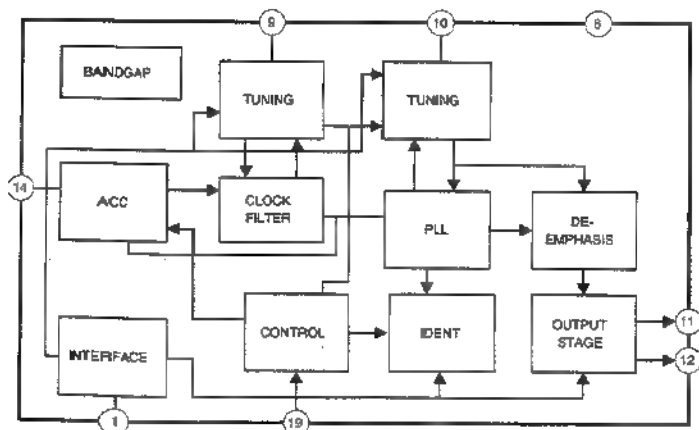 9
10
8
BANDGAP
TUNING
TUNING
14
ACC
CLOCK
FILTER
PLL
DE-
EMPHASIS
INTERFACE
CONTROL
IDENT
OUTPUT
STAGE
11
12
1
19